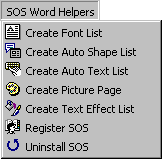 SOS Word Helpers
Create Font List
Create Auto Shape List
Create Auto Text List
Create Picture Page
Create Text Effect List
Register SOS
Uninstall SOS